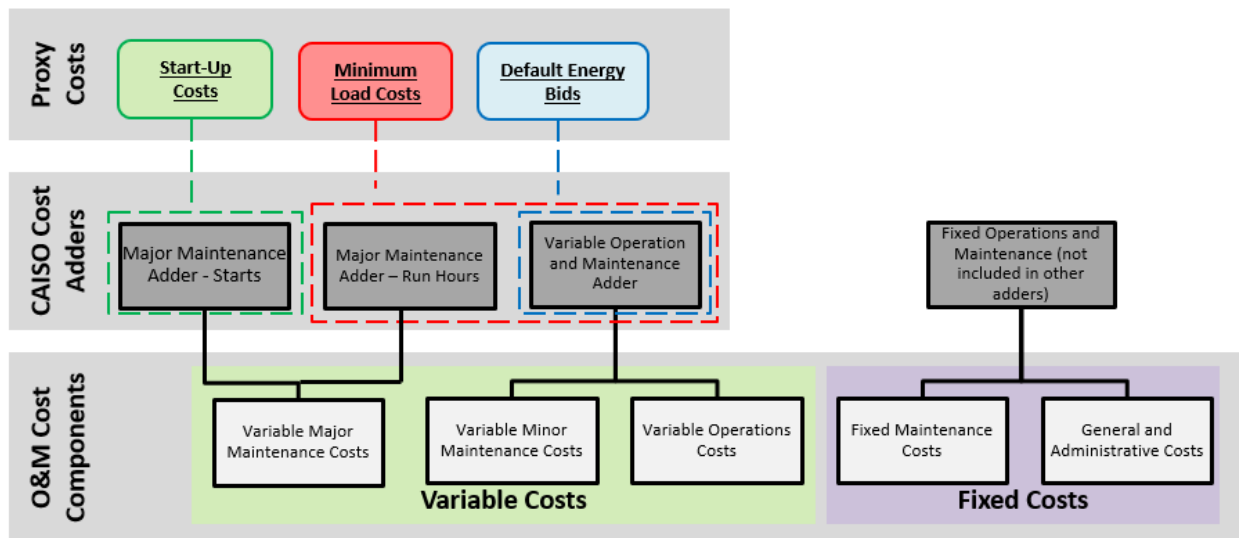 Proxy
Costs
Start-Up
Costs
Minimum
Load Costs
Default Energy
Bids
CAISO Cost
Adders
Major Maintenance
Adder - Starts
Major Maintenance
Adder – Run Hours
Variable Operation
and Maintenance
Adder
Fixed Operations and
Maintenance (not
included in other
adders)
O&M Cost
Components
Variable Major
Maintenance Costs
Variable Minor
Maintenance Costs
Variable Operations
Costs
Fixed Maintenance
Costs
General and
Administrative Costs
Variable Costs
Fixed Costs